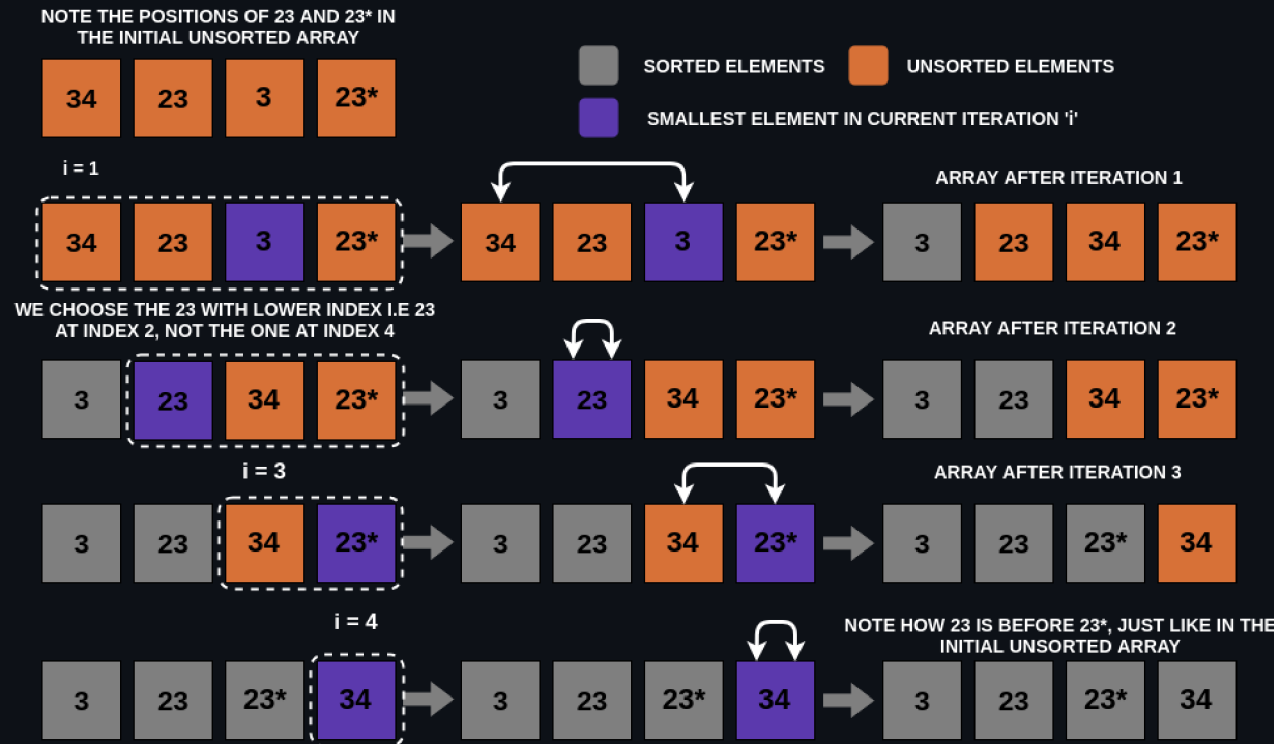 NOTE THE POSITIONS OF 23 AND 23* IN
THE INITIAL UNSORTED ARRAY
34 23 3 23*
SORTED ELEMENTS
UNSORTED ELEMENTS
SMALLEST ELEMENT IN CURRENT ITERATION 'i'
i = 1
ARRAY AFTER ITERATION 1
34 23 3 23* 34 23 3 23* 3 23 34 23*
WE CHOOSE THE 23 WITH LOWER INDEX I.E 23
AT INDEX 2, NOT THE ONE AT INDEX 4
ARRAY AFTER ITERATION 2
3 23 34 23* 3 23 34 23* 3 23 34 23*
i = 3
ARRAY AFTER ITERATION 3
3 23 34 23* 3 23 34 23* 3 23 23* 34
i = 4
NOTE HOW 23 IS BEFORE 23*, JUST LIKE IN THE
INITIAL UNSORTED ARRAY
3 23 23* 34 3 23 23* 34 3 23 23* 34